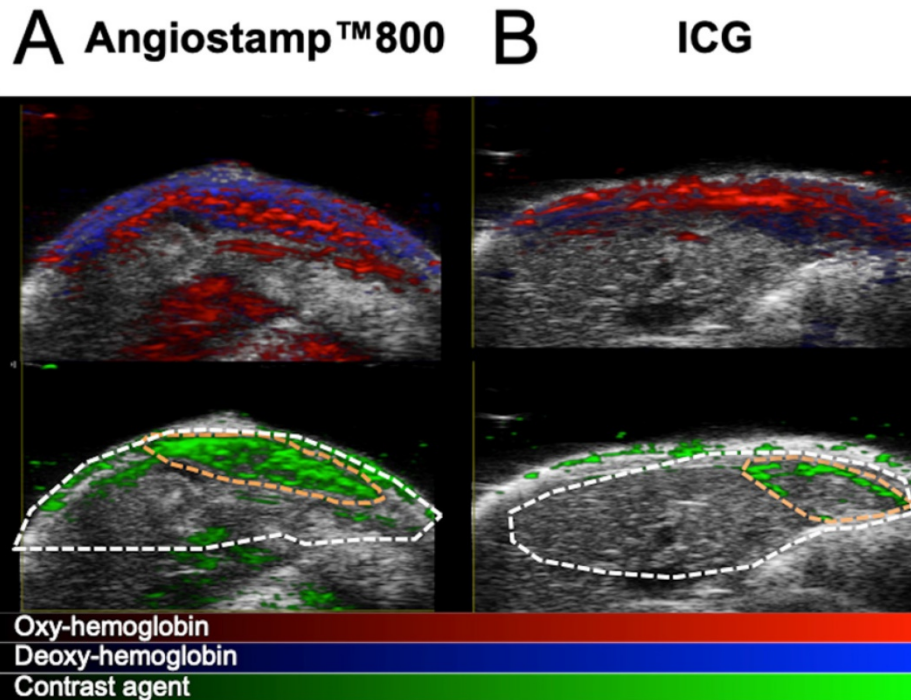 A Angiostamp™800
B ICG
Oxy-hemoglobin
Deoxy-hemoglobin
Contrast agent